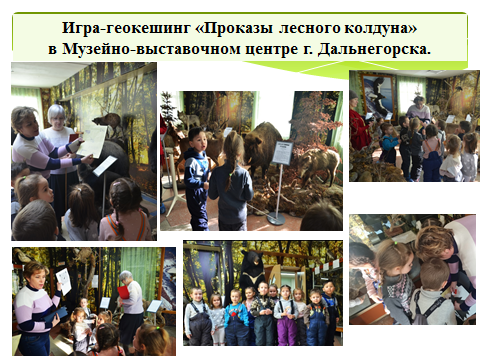 Игра-геокешинг «Проказы лесного колдуна»
в Музейно-выставочном центре г. Дальнегорска.